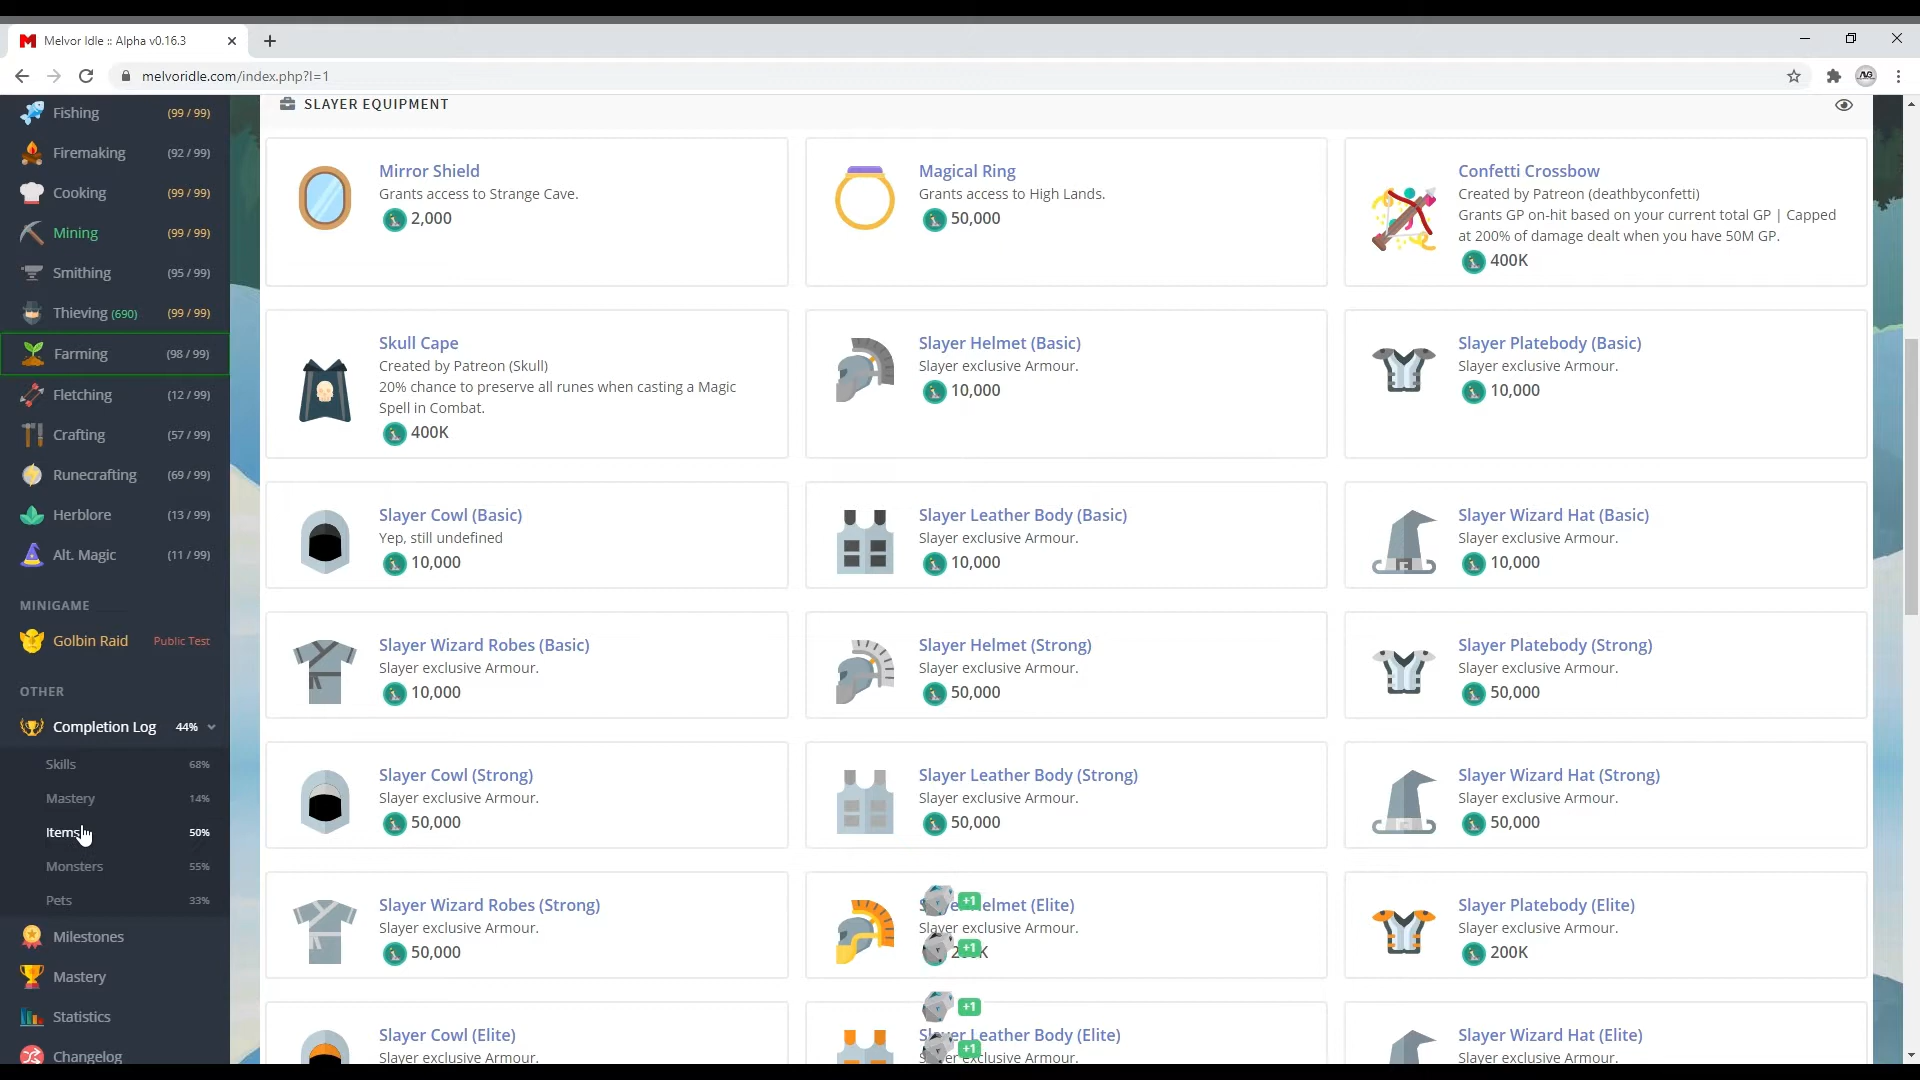 Melvor Idle :: Alpha v0.16.3
melvoridle.com/index.php?l=1
Fishing (99 / 99)
Firemaking (92 / 99)
Cooking (99 / 99)
Mining (99 / 99)
Smithing (95 / 99)
Thieving (690) (99 / 99)
Farming (98 / 99)
Fletching (12 / 99)
Crafting (57 / 99)
Runecrafting (69 / 99)
Herblore (13 / 99)
Alt. Magic (11 / 99)
MINIGAME
Golbin Raid Public Test
OTHER
Completion Log 44%
Skills 68%
Mastery 14%
Items 50%
Monsters 55%
Pets 33%
Milestones
Mastery
Statistics
Changelog
SLAYER EQUIPMENT
Mirror Shield
Grants access to Strange Cave.
2,000
Magical Ring
Grants access to High Lands.
50,000
Confetti Crossbow
Created by Patreon (deathbyconfetti)
Grants GP on-hit based on your current total GP | Capped
at 200% of damage dealt when you have 50M GP.
400K
Skull Cape
Created by Patreon (Skull)
20% chance to preserve all runes when casting a Magic
Spell in Combat.
400K
Slayer Helmet (Basic)
Slayer exclusive Armour.
10,000
Slayer Platebody (Basic)
Slayer exclusive Armour.
10,000
Slayer Cowl (Basic)
Yep, still undefined
10,000
Slayer Leather Body (Basic)
Slayer exclusive Armour.
10,000
Slayer Wizard Hat (Basic)
Slayer exclusive Armour.
10,000
Slayer Wizard Robes (Basic)
Slayer exclusive Armour.
10,000
Slayer Helmet (Strong)
Slayer exclusive Armour.
50,000
Slayer Platebody (Strong)
Slayer exclusive Armour.
50,000
Slayer Cowl (Strong)
Slayer exclusive Armour.
50,000
Slayer Leather Body (Strong)
Slayer exclusive Armour.
50,000
Slayer Wizard Hat (Strong)
Slayer exclusive Armour.
50,000
Slayer Wizard Robes (Strong)
Slayer exclusive Armour.
50,000
Slayer Helmet (Elite)
Slayer exclusive Armour.
200K
+1
+1
Slayer Platebody (Elite)
Slayer exclusive Armour.
200K
Slayer Cowl (Elite)
Slayer exclusive Armour.
+1
Slayer Leather Body (Elite)
+1
Slayer exclusive Armour.
Slayer Wizard Hat (Elite)
Slayer exclusive Armour.